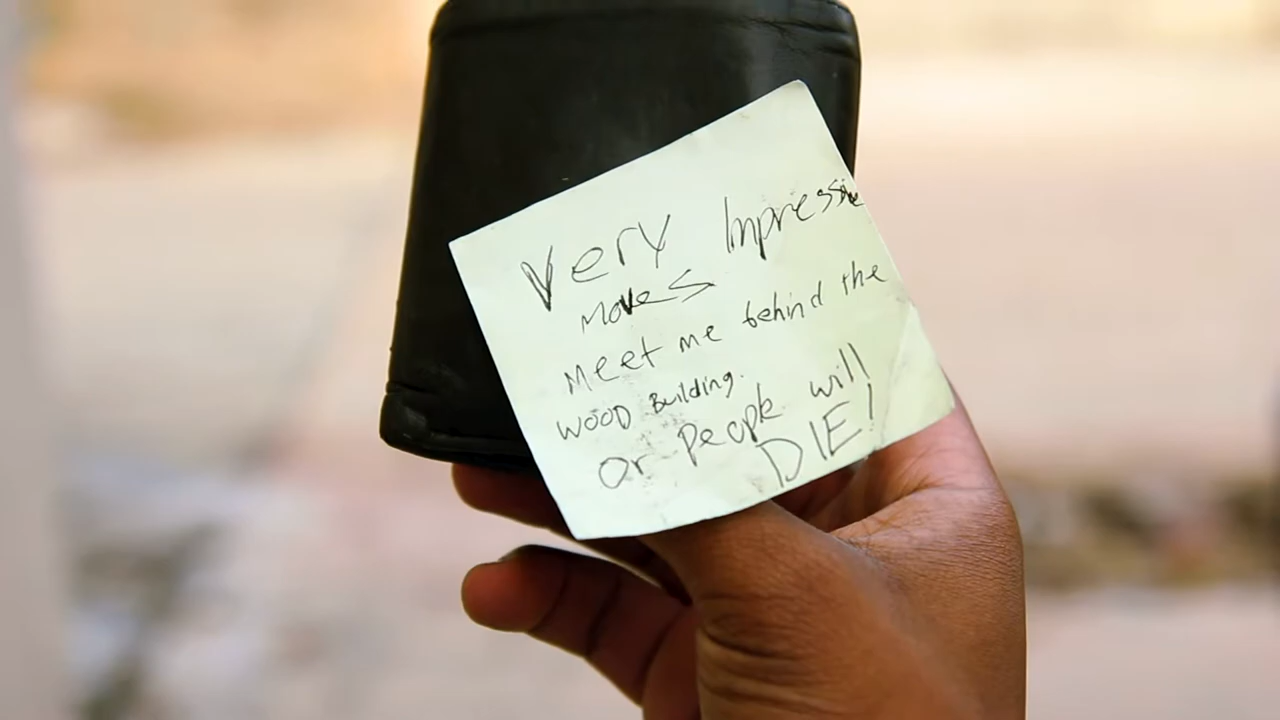 Very Impressive
moves
meet me behind the
WOOD Building.
Or People will
DIE!